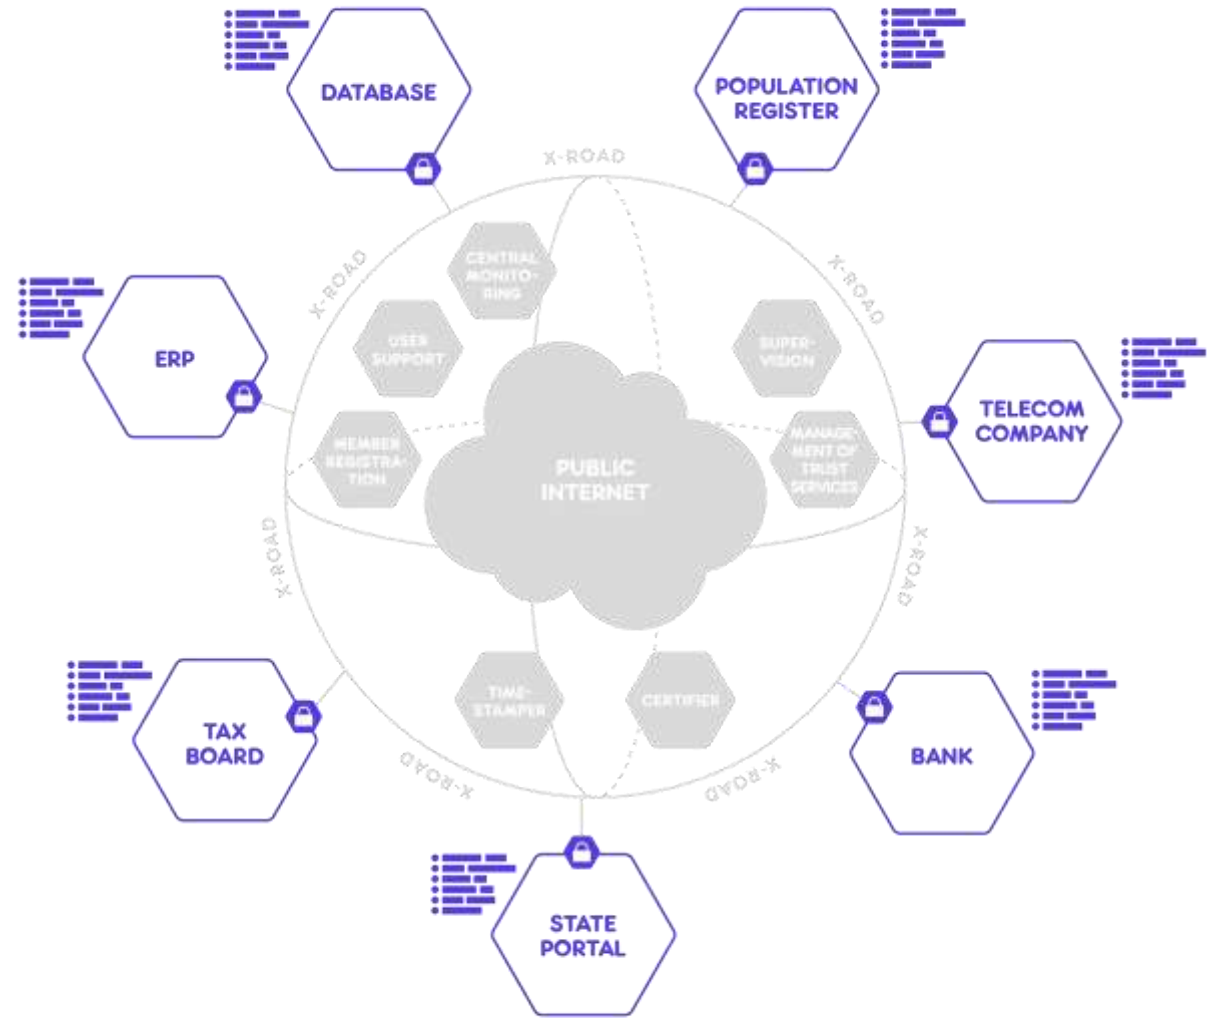 DATABASE
POPULATION
REGISTER
X-ROAD
X-ROAD
X-ROAD
CENTRAL
MONITO-
RING
USER
SUPPORT
SUPER-
VISION
ERP
TELECOM
COMPANY
MEMBER
REGISTRA-
TION
MANAGE-
MENT OF
TRUST
SERVICES
PUBLIC
INTERNET
X-ROAD
X-ROAD
TIME-
STAMPER
CERTIFIER
TAX
BOARD
BANK
X-ROAD
X-ROAD
STATE
PORTAL